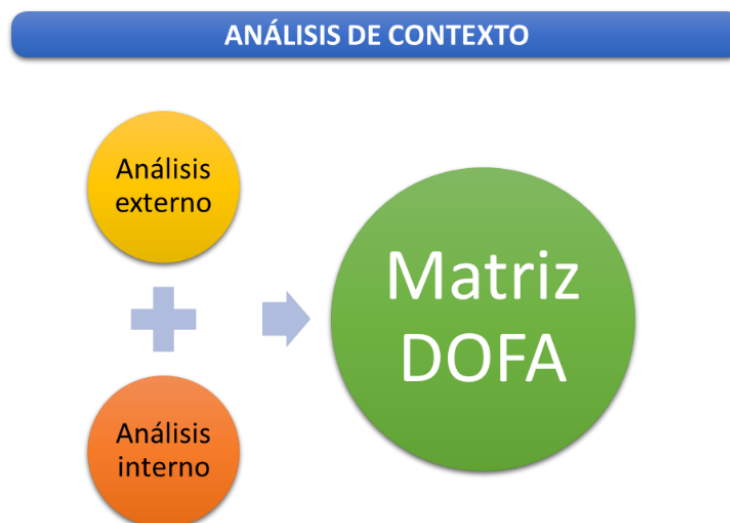 ANÁLISIS DE CONTEXTO
Análisis
externo
Análisis
interno
Matriz
DOFA